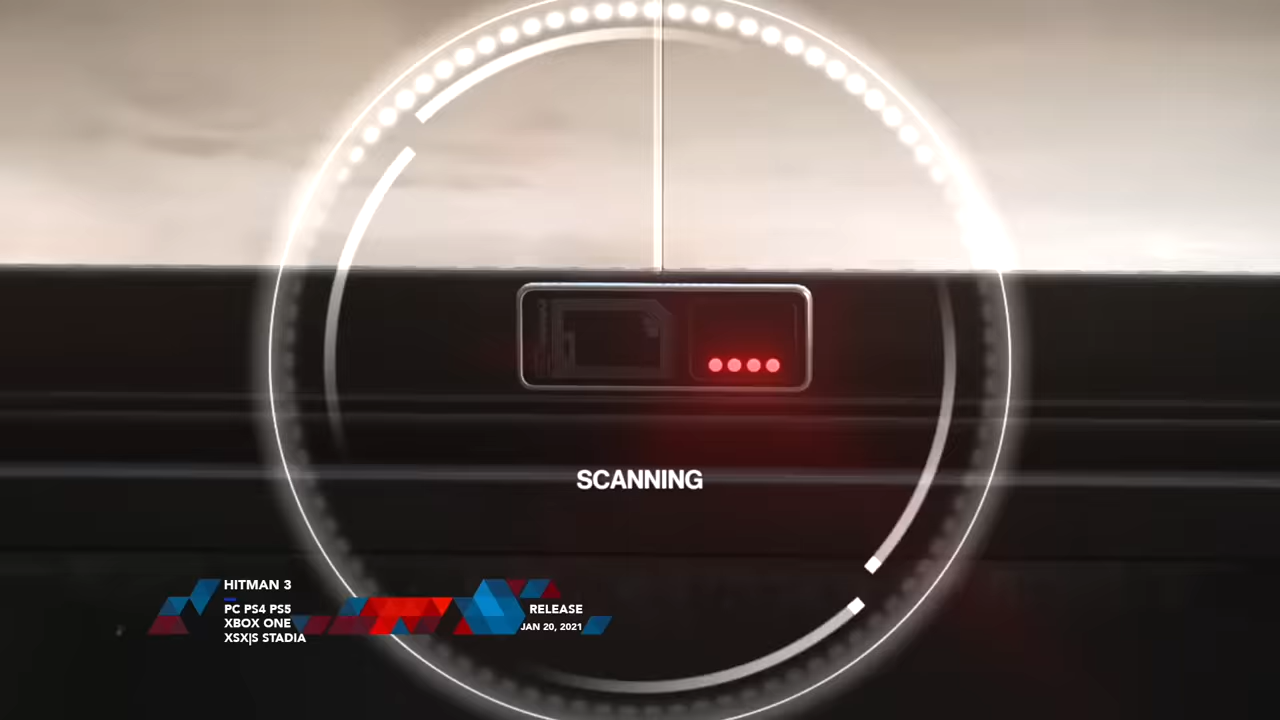 SCANNING
HITMAN 3
PC PS4 PS5
XBOX ONE
XSX|S STADIA
RELEASE
JAN 20, 2021